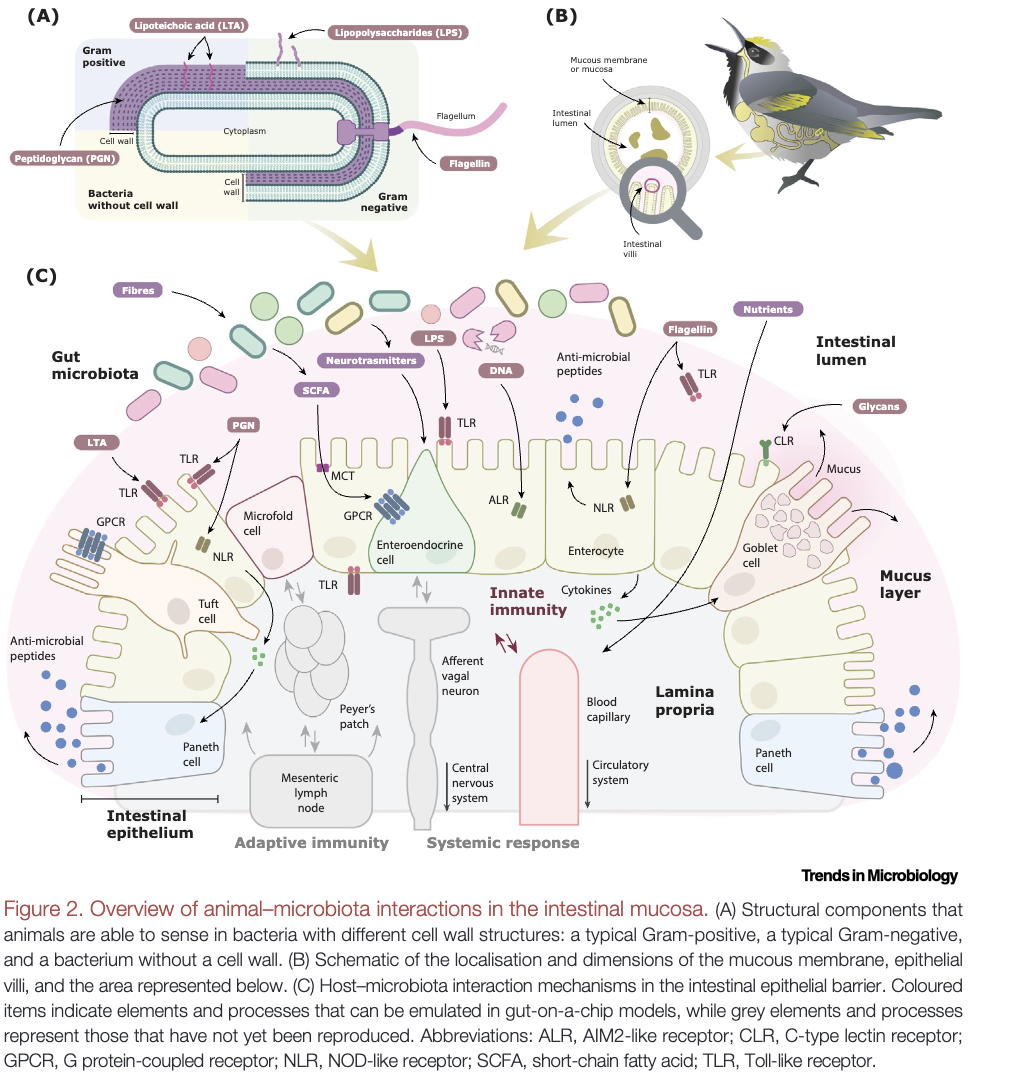 (A)
Lipoteichoic acid (LTA)
Lipopolysaccharides (LPS)
Gram
positive
Cytoplasm
Flagellum
Cell wall
Peptidoglycan (PGN)
Flagellin
Bacteria
without cell wall
Cell
wall
Gram
negative
(B)
Mucous membrane
or mucosa
Intestinal
lumen
Intestinal
villi
(C)
Fibres
Gut
microbiota
Neurotrasmitters
LPS
SCFA
DNA
Anti-microbial
peptides
Flagellin
TLR
Nutrients
Intestinal
lumen
Glycans
LTA
PGN
TLR
TLR
TLR
MCT
CLR
Mucus
GPCR
NLR
Microfold
cell
GPCR
Enteroendocrine
cell
ALR
NLR
Enterocyte
Goblet
cell
Mucus
layer
TLR
Tuft
cell
Innate
immunity
Cytokines
Anti-microbial
peptides
Peyer's
patch
Afferent
vagal
neuron
Blood
capillary
Lamina
propria
Paneth
cell
Mesenteric
lymph
node
Central
nervous
system
Circulatory
system
Paneth
cell
Intestinal
epithelium
Adaptive immunity
Systemic response
Trends in Microbiology
Figure 2. Overview of animal–microbiota interactions in the intestinal mucosa. (A) Structural components that
animals are able to sense in bacteria with different cell wall structures: a typical Gram-positive, a typical Gram-negative,
and a bacterium without a cell wall. (B) Schematic of the localisation and dimensions of the mucous membrane, epithelial
villi, and the area represented below. (C) Host–microbiota interaction mechanisms in the intestinal epithelial barrier. Coloured
items indicate elements and processes that can be emulated in gut-on-a-chip models, while grey elements and processes
represent those that have not yet been reproduced. Abbreviations: ALR, AIM2-like receptor; CLR, C-type lectin receptor;
GPCR, G protein-coupled receptor; NLR, NOD-like receptor; SCFA, short-chain fatty acid; TLR, Toll-like receptor.